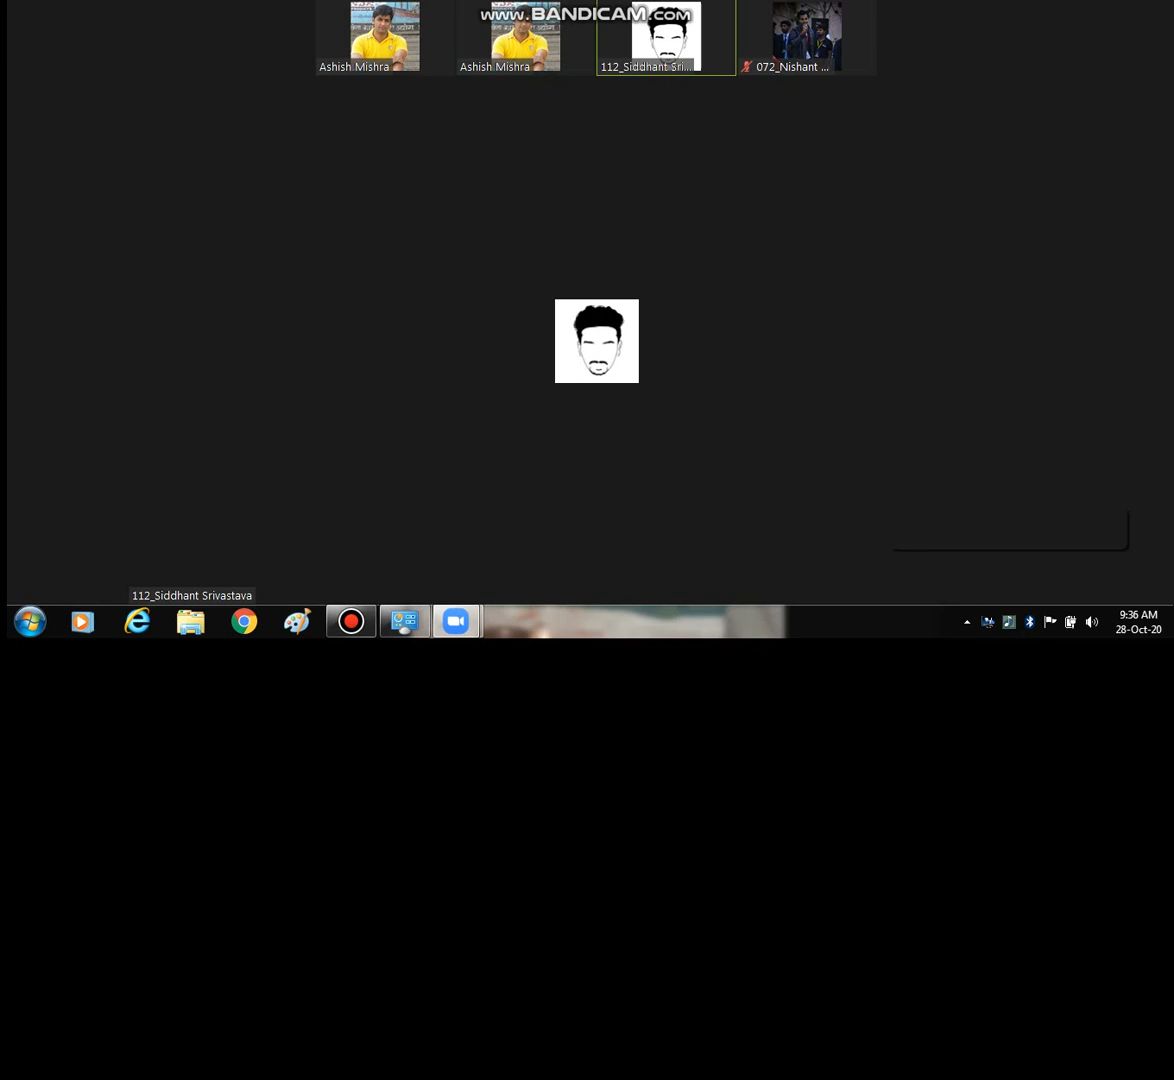 www.BANDICAM.com
Ashish Mishra
Ashish Mishra
112_Siddhant Sri...
072_Nishant ...
112_Siddhant Srivastava
9:36 AM
28-Oct-20